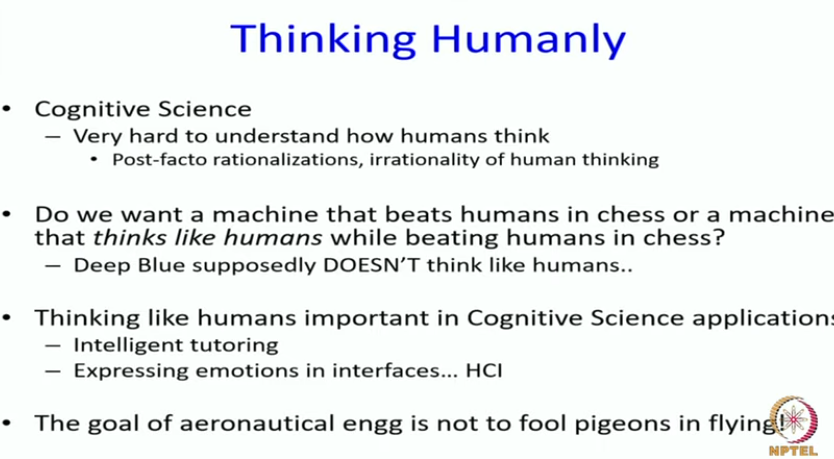 Thinking Humanly
• Cognitive Science
– Very hard to understand how humans think
• Post-facto rationalizations, irrationality of human thinking
• Do we want a machine that beats humans in chess or a machine
that thinks like humans while beating humans in chess?
– Deep Blue supposedly DOESN'T think like humans..
• Thinking like humans important in Cognitive Science applications
– Intelligent tutoring
– Expressing emotions in interfaces... HCI
• The goal of aeronautical engg is not to fool pigeons in flying!
NPTEL